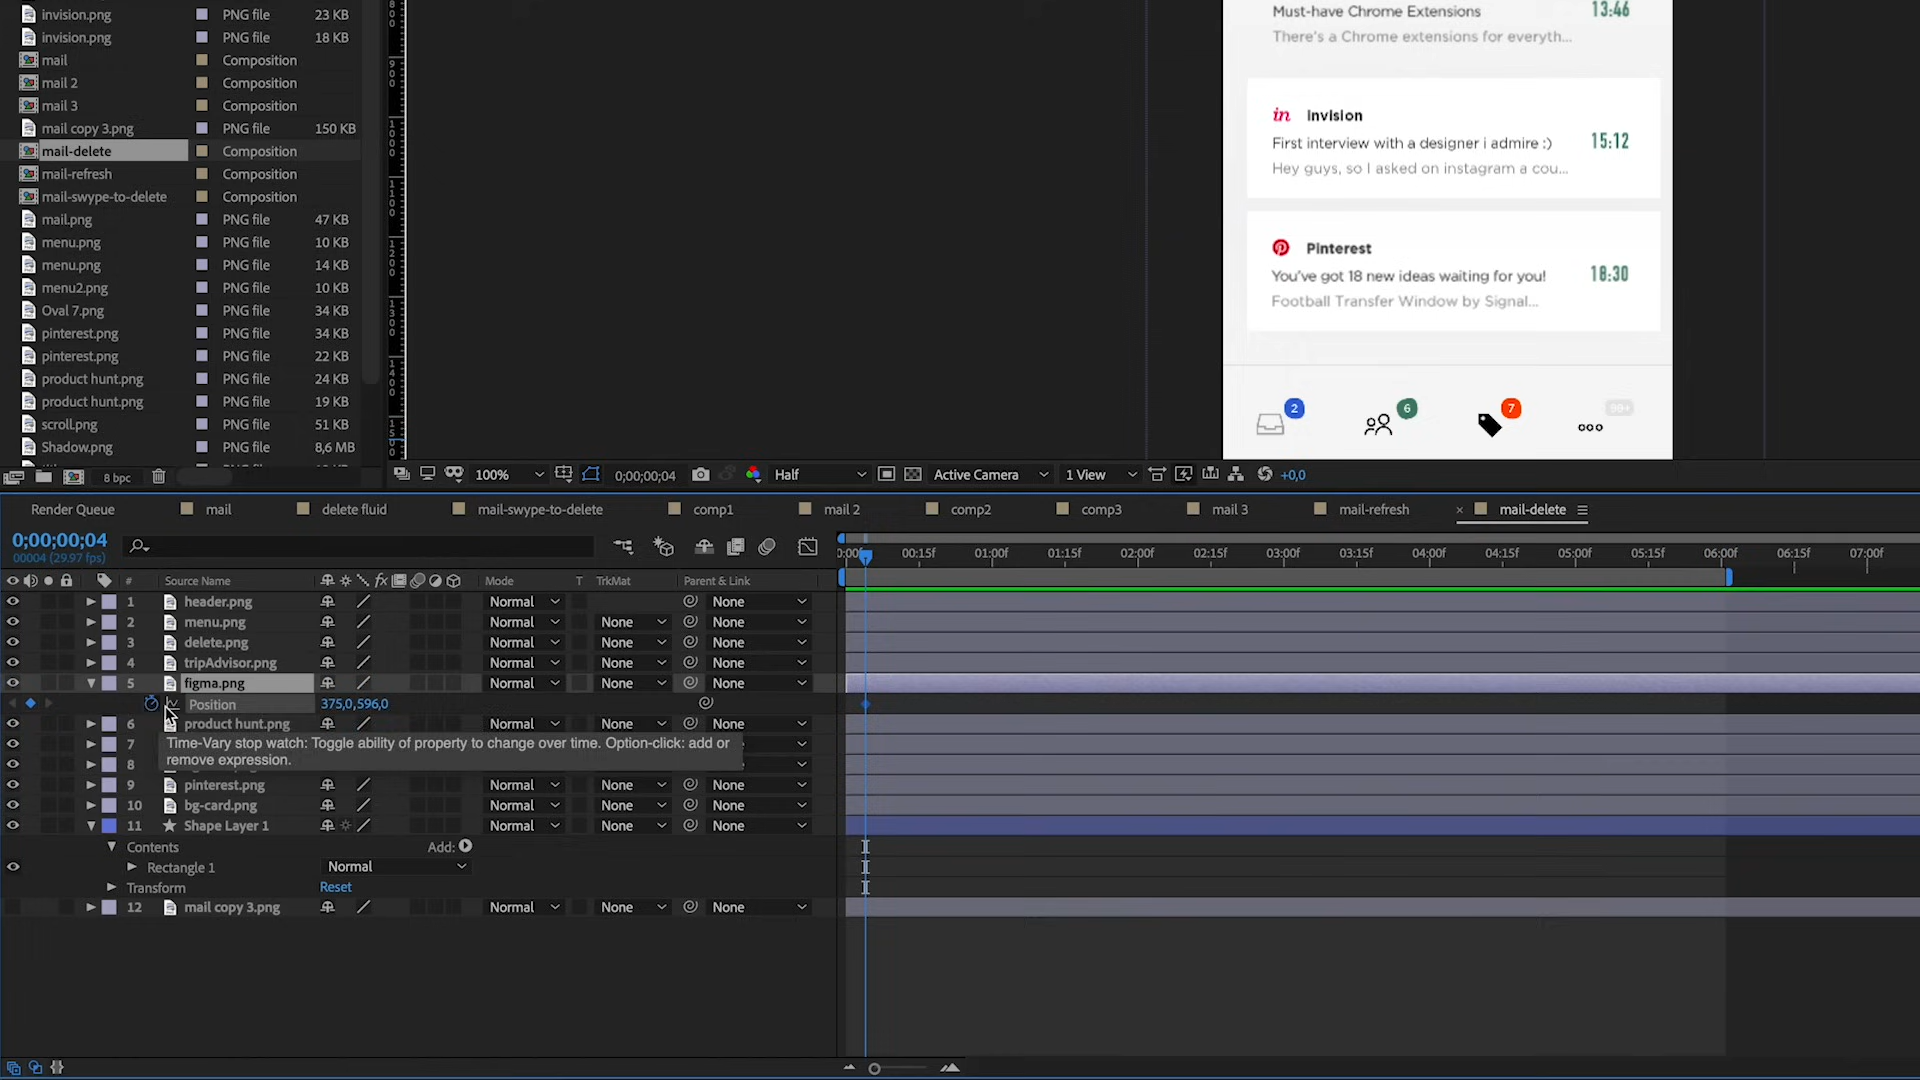 invision.png PNG file 23 KB
invision.png PNG file 18 KB
mail Composition
mail 2 Composition
mail 3 Composition
mail copy 3.png PNG file 150 KB
mail-delete Composition
mail-refresh Composition
mail-swype-to-delete Composition
mail.png PNG file 47 KB
menu.png PNG file 10 KB
menu.png PNG file 14 KB
menu2.png PNG file 10 KB
Oval 7.png PNG file 34 KB
pinterest.png PNG file 34 KB
pinterest.png PNG file 22 KB
product hunt.png PNG file 24 KB
product hunt.png PNG file 19 KB
scroll.png PNG file 51 KB
Shadow.png PNG file 8,6 MB
8 bpc
900
1000
1100
1200
1300
1400
Must-have Chrome Extensions 13:46
There's a Chrome extensions for everyth...
in Invision
First interview with a designer i admire :) 15:12
Hey guys, so I asked on instagram a cou...
Pinterest
You've got 18 new ideas waiting for you! 18:30
Football Transfer Window by Signal...
2 6 7 99+
100% 0;00;00;04 Half Active Camera 1 View +0,0
Render Queue mail delete fluid mail-swype-to-delete comp1 mail 2 comp2 comp3 mail 3 mail-refresh × mail-delete
0;00;00;04
00004 (29.97 fps)
0:00f 00:15f 01:00f 01:15f 02:00f 02:15f 03:00f 03:15f 04:00f 04:15f 05:00f 05:15f 06:00f 06:15f 07:00f
# Source Name fx Mode T TrkMat Parent & Link
1 header.png Normal None
2 menu.png Normal None None
3 delete.png Normal None None
4 tripAdvisor.png Normal None None
5 figma.png Normal None None
Position 375,0,596,0
6 product hunt.png Normal None None
7
8
Time-Vary stop watch: Toggle ability of property to change over time. Option-click: add or
remove expression.
9 pinterest.png Normal None None
10 bg-card.png Normal None None
11 Shape Layer 1 Normal None None
Contents Add:
Rectangle 1 Normal
Transform Reset
12 mail copy 3.png Normal None None